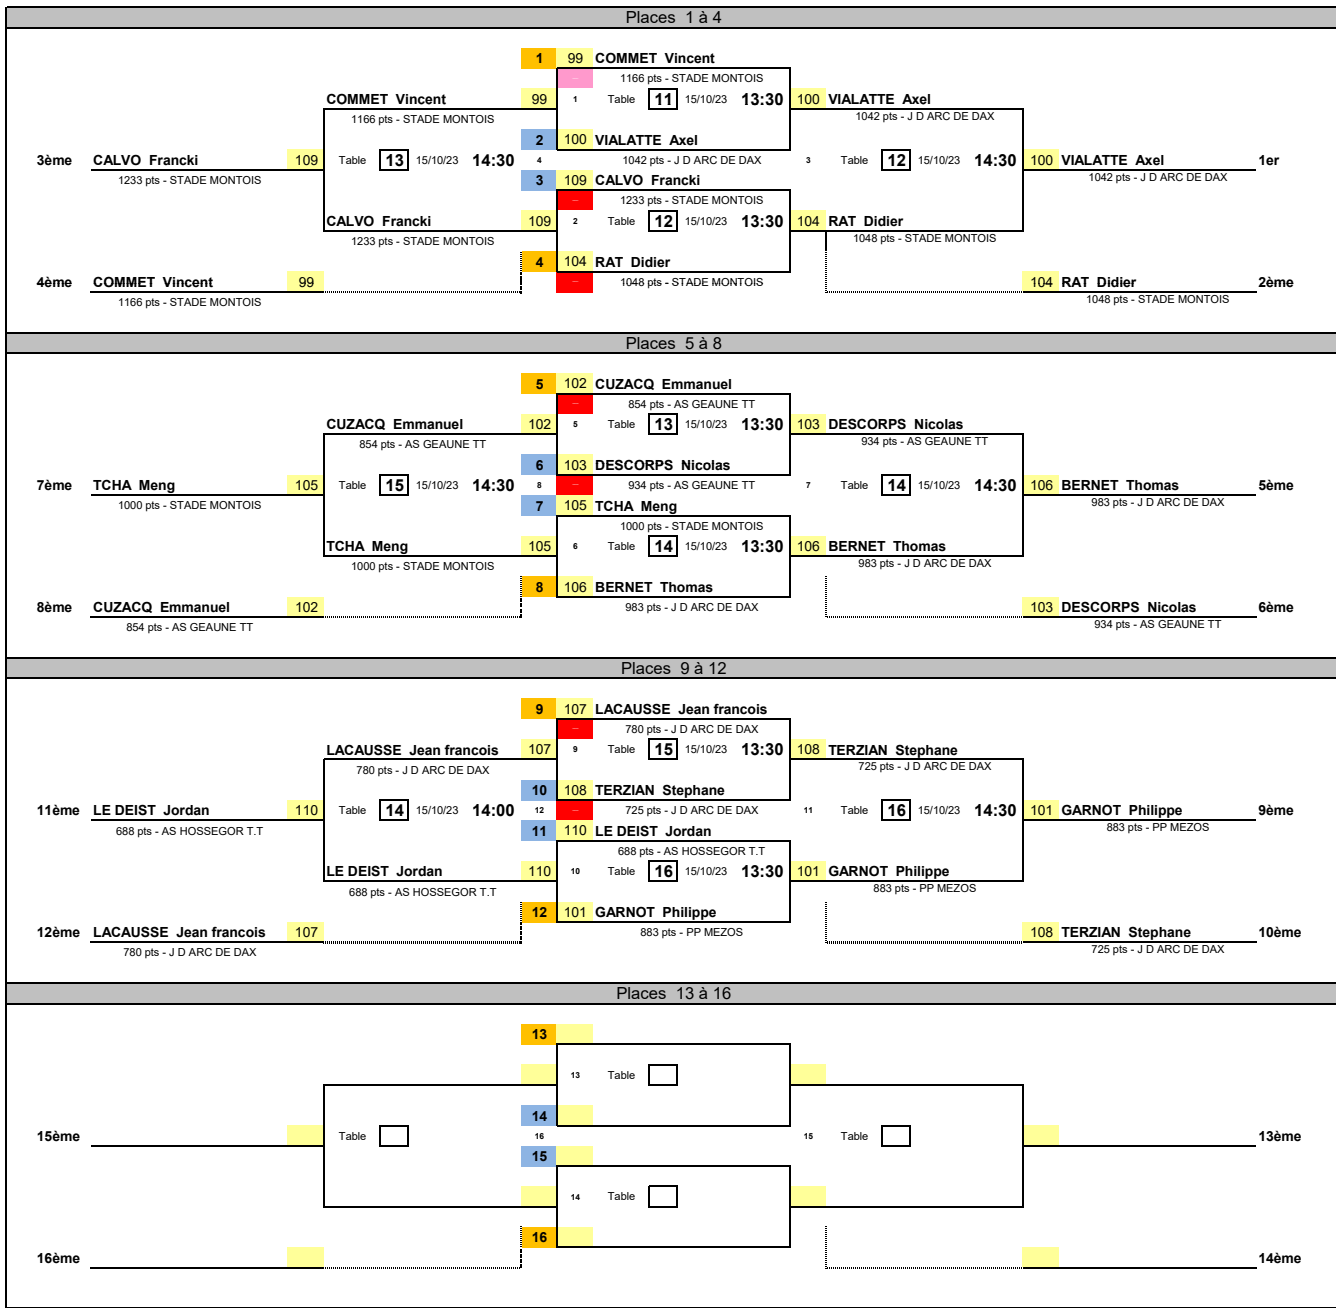 Places 1 à 4
1 99 COMMET Vincent
– 1166 pts - STADE MONTOIS
COMMET Vincent 99 1 Table 11 15/10/23 13:30 100 VIALATTE Axel
1166 pts - STADE MONTOIS 1042 pts - J D ARC DE DAX
2 100 VIALATTE Axel
3ème CALVO Francki 109 Table 13 15/10/23 14:30 4 1042 pts - J D ARC DE DAX 3 Table 12 15/10/23 14:30 100 VIALATTE Axel 1er
1233 pts - STADE MONTOIS 3 109 CALVO Francki 1042 pts - J D ARC DE DAX
– 1233 pts - STADE MONTOIS
CALVO Francki 109 2 Table 12 15/10/23 13:30 104 RAT Didier
1233 pts - STADE MONTOIS 1048 pts - STADE MONTOIS
4 104 RAT Didier
4ème COMMET Vincent 99 – 1048 pts - STADE MONTOIS 104 RAT Didier 2ème
1166 pts - STADE MONTOIS 1048 pts - STADE MONTOIS
Places 5 à 8
5 102 CUZACQ Emmanuel
– 854 pts - AS GEAUNE TT
CUZACQ Emmanuel 102 5 Table 13 15/10/23 13:30 103 DESCORPS Nicolas
854 pts - AS GEAUNE TT 934 pts - AS GEAUNE TT
6 103 DESCORPS Nicolas
7ème TCHA Meng 105 Table 15 15/10/23 14:30 8 – 934 pts - AS GEAUNE TT 7 Table 14 15/10/23 14:30 106 BERNET Thomas 5ème
1000 pts - STADE MONTOIS 7 105 TCHA Meng 983 pts - J D ARC DE DAX
1000 pts - STADE MONTOIS
TCHA Meng 105 6 Table 14 15/10/23 13:30 106 BERNET Thomas
1000 pts - STADE MONTOIS 983 pts - J D ARC DE DAX
8 106 BERNET Thomas
8ème CUZACQ Emmanuel 102 983 pts - J D ARC DE DAX 103 DESCORPS Nicolas 6ème
854 pts - AS GEAUNE TT 934 pts - AS GEAUNE TT
Places 9 à 12
9 107 LACAUSSE Jean francois
– 780 pts - J D ARC DE DAX
LACAUSSE Jean francois 107 9 Table 15 15/10/23 13:30 108 TERZIAN Stephane
780 pts - J D ARC DE DAX 725 pts - J D ARC DE DAX
10 108 TERZIAN Stephane
11ème LE DEIST Jordan 110 Table 14 15/10/23 14:00 12 – 725 pts - J D ARC DE DAX 11 Table 16 15/10/23 14:30 101 GARNOT Philippe 9ème
688 pts - AS HOSSEGOR T.T 11 110 LE DEIST Jordan 883 pts - PP MEZOS
688 pts - AS HOSSEGOR T.T
LE DEIST Jordan 110 10 Table 16 15/10/23 13:30 101 GARNOT Philippe
688 pts - AS HOSSEGOR T.T 883 pts - PP MEZOS
12 101 GARNOT Philippe
12ème LACAUSSE Jean francois 107 883 pts - PP MEZOS 108 TERZIAN Stephane 10ème
780 pts - J D ARC DE DAX 725 pts - J D ARC DE DAX
Places 13 à 16
13
13 Table
14
15ème Table 16 15 Table 13ème
15
14 Table
16
16ème 14ème